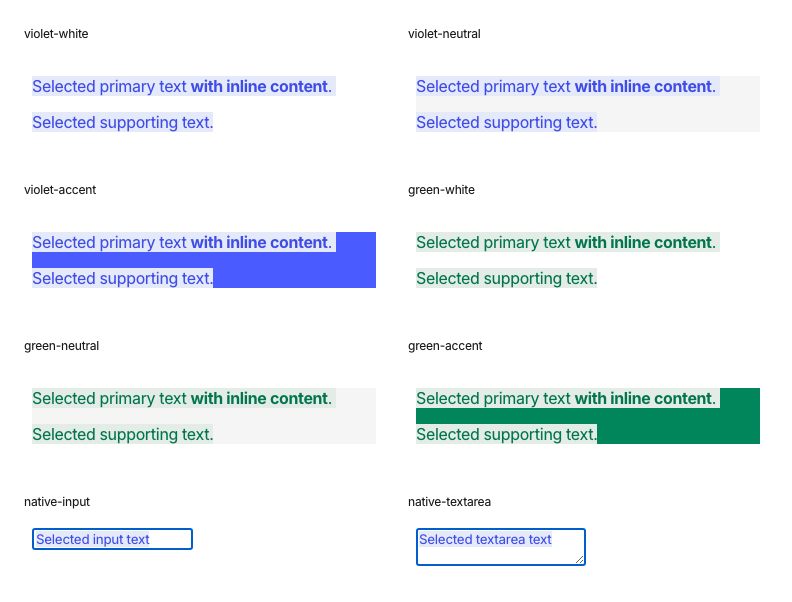 violet-white
Selected primary text with inline content.
Selected supporting text.
violet-neutral
Selected primary text with inline content.
Selected supporting text.
violet-accent
Selected primary text with inline content.
Selected supporting text.
green-white
Selected primary text with inline content.
Selected supporting text.
green-neutral
Selected primary text with inline content.
Selected supporting text.
green-accent
Selected primary text with inline content.
Selected supporting text.
native-input
Selected input text
native-textarea
Selected textarea text